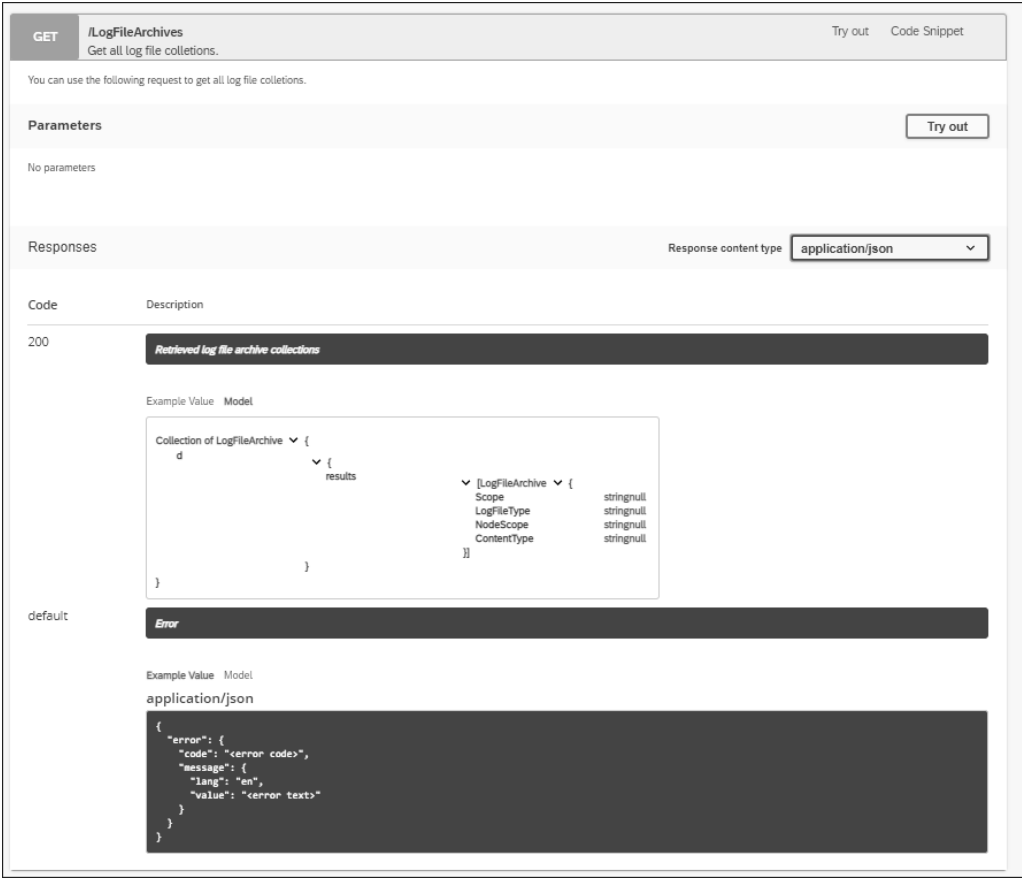 GET /LogFileArchives Try out Code Snippet
Get all log file colletions.
You can use the following request to get all log file colletions.
Parameters Try out
No parameters
Responses Response content type application/json
Code Description
200 Retrieved log file archive collections
Example Value Model
Collection of LogFileArchive {
d
{
results
[LogFileArchive {
Scope stringnull
LogFileType stringnull
NodeScope stringnull
ContentType stringnull
}]
}
}
default Error
Example Value Model
application/json
{
"error": {
"code": "<error code>",
"message": {
"lang": "en",
"value": "<error text>"
}
}
}